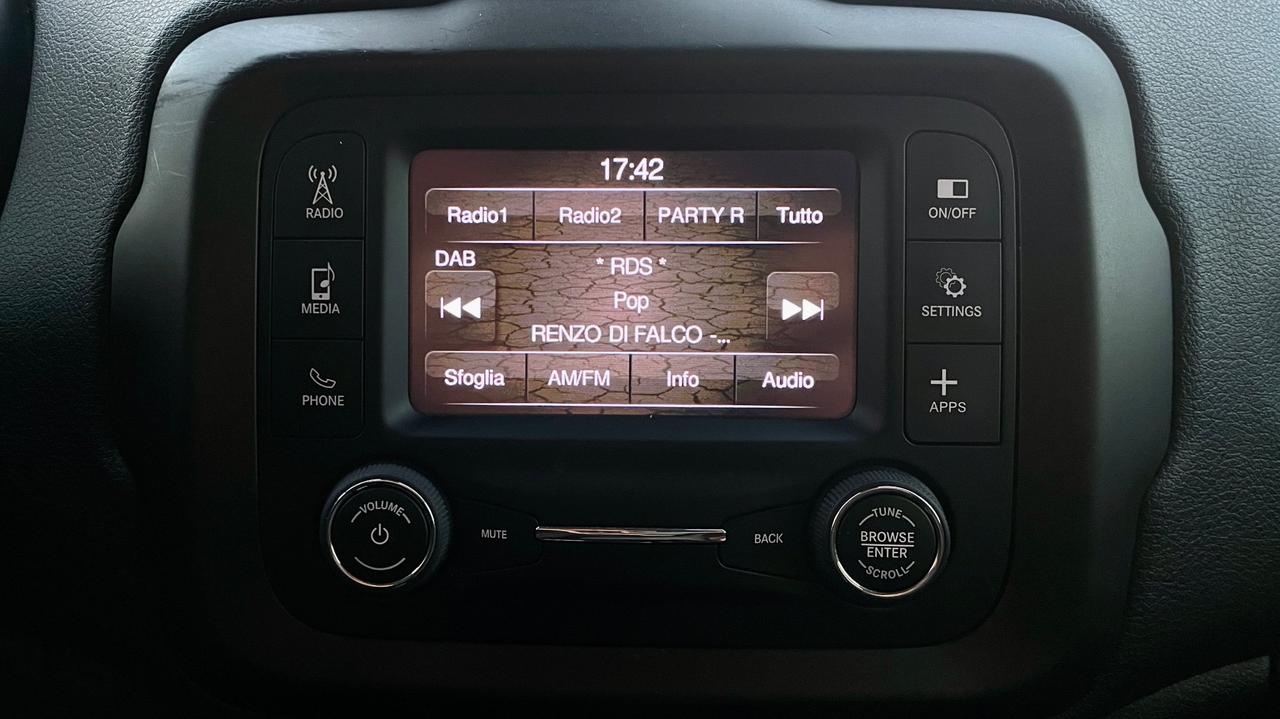 17:42
Radio1 Radio2 PARTY R Tutto
DAB
* RDS *
Pop
RENZO DI FALCO -...
Sfoglia AM/FM Info Audio
RADIO
MEDIA
PHONE
ON/OFF
SETTINGS
APPS
VOLUME
MUTE
BACK
TUNE
BROWSE
ENTER
SCROLL